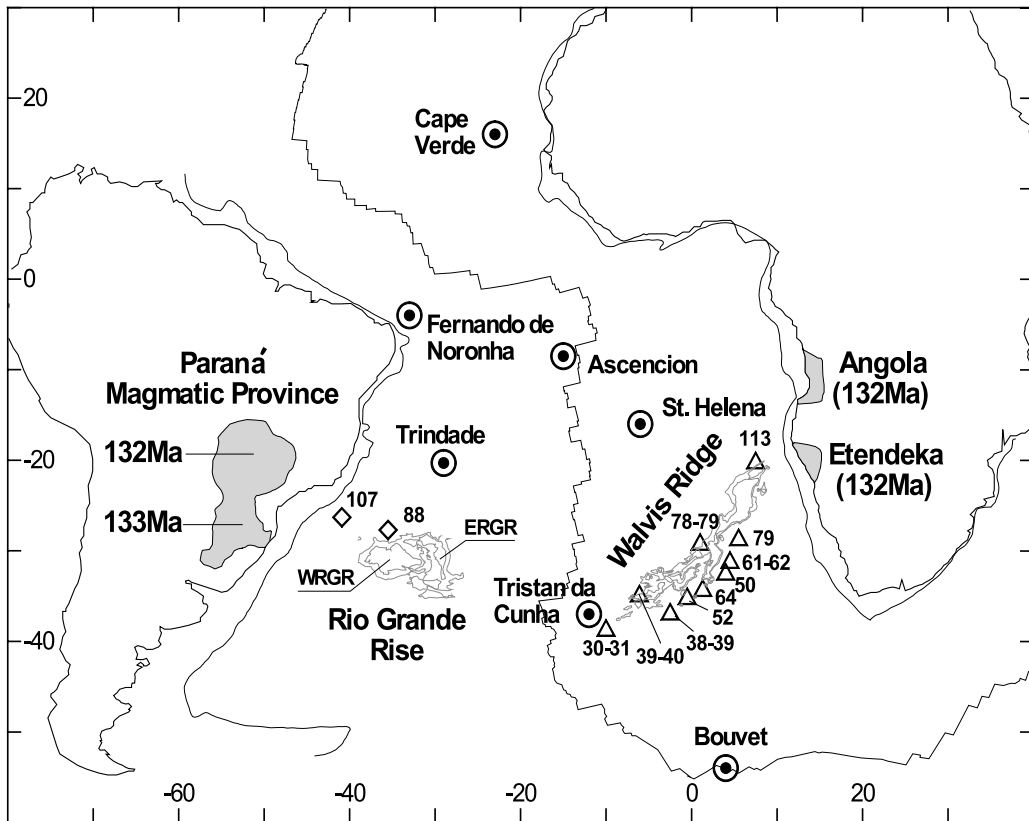 20
0
-20
-40
-60
-40
-20
0
20
Cape
Verde
Fernando de
Noronha
Ascencion
Paraná
Magmatic Province
132Ma
133Ma
Trindade
St. Helena
Angola
(132Ma)
Etendeka
(132Ma)
Walvis Ridge
113
107
88
ERGR
WRGR
Rio Grande
Rise
78-79
79
61-62
50
64
52
38-39
39-40
30-31
Tristan da
Cunha
Bouvet